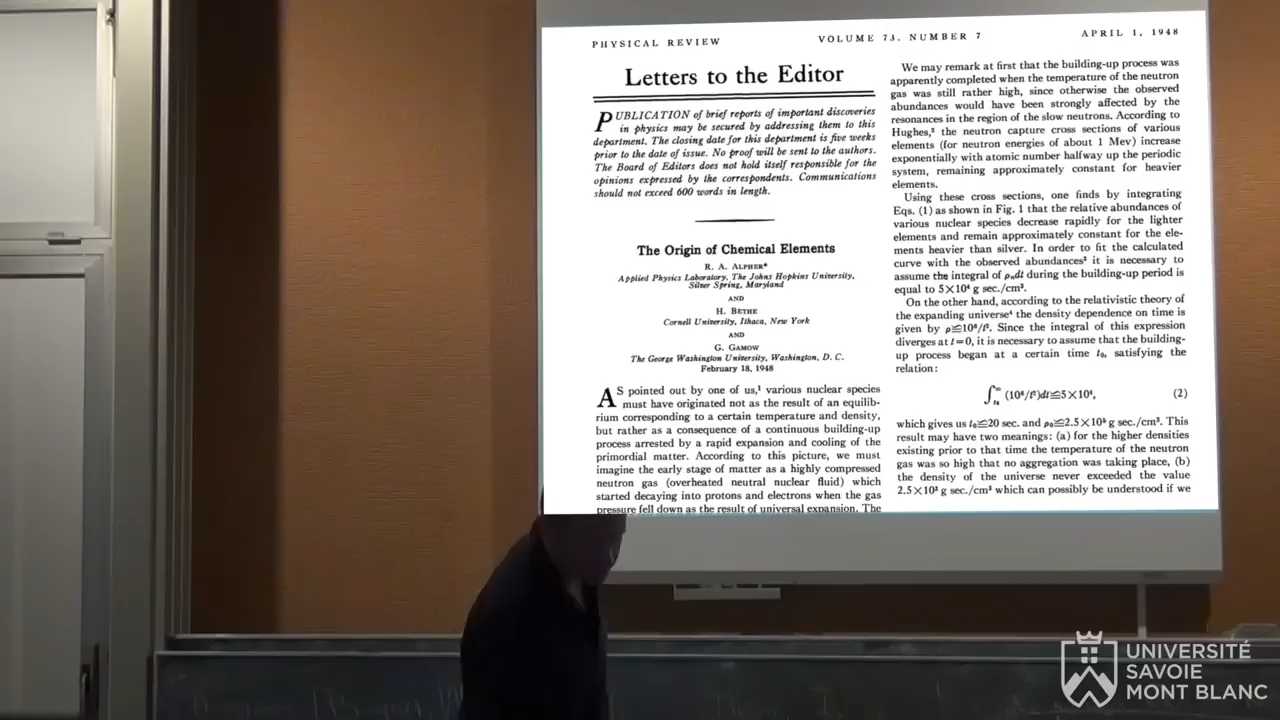 PHYSICAL REVIEW
VOLUME 73, NUMBER 7
APRIL 1, 1948
Letters to the Editor
PUBLICATION of brief reports of important discoveries
in physics may be secured by addressing them to this
department. The closing date for this department is five weeks
prior to the date of issue. No proof will be sent to the authors.
The Board of Editors does not hold itself responsible for the
opinions expressed by the correspondents. Communications
should not exceed 600 words in length.
The Origin of Chemical Elements
R. A. ALPHER*
Applied Physics Laboratory, The Johns Hopkins University,
Silver Spring, Maryland
AND
H. BETHE
Cornell University, Ithaca, New York
AND
G. GAMOW
The George Washington University, Washington, D. C.
February 18, 1948
AS pointed out by one of us,¹ various nuclear species
must have originated not as the result of an equilib-
rium corresponding to a certain temperature and density,
but rather as a consequence of a continuous building-up
process arrested by a rapid expansion and cooling of the
primordial matter. According to this picture, we must
imagine the early stage of matter as a highly compressed
neutron gas (overheated neutral nuclear fluid) which
started decaying into protons and electrons when the gas
pressure fell down as the result of universal expansion. The
We may remark at first that the building-up process was
apparently completed when the temperature of the neutron
gas was still rather high, since otherwise the observed
abundances would have been strongly affected by the
resonances in the region of the slow neutrons. According to
Hughes,² the neutron capture cross sections of various
elements (for neutron energies of about 1 Mev) increase
exponentially with atomic number halfway up the periodic
system, remaining approximately constant for heavier
elements.
Using these cross sections, one finds by integrating
Eqs. (1) as shown in Fig. 1 that the relative abundances of
various nuclear species decrease rapidly for the lighter
elements and remain approximately constant for the ele-
ments heavier than silver. In order to fit the calculated
curve with the observed abundances³ it is necessary to
assume the integral of ρₙdt during the building-up period is
equal to 5×10⁴ g sec./cm³.
On the other hand, according to the relativistic theory of
the expanding universe⁴ the density dependence on time is
given by ρ≅10⁶/t². Since the integral of this expression
diverges at t=0, it is necessary to assume that the building-
up process began at a certain time t₀, satisfying the
relation:
∫_{t₀}^{∞} (10⁶/t²)dt≅5×10⁴, (2)
which gives us t₀≅20 sec. and ρ₀≅2.5×10⁵ g sec./cm³. This
result may have two meanings: (a) for the higher densities
existing prior to that time the temperature of the neutron
gas was so high that no aggregation was taking place, (b)
the density of the universe never exceeded the value
2.5×10³ g sec./cm³ which can possibly be understood if we
UNIVERSITÉ
SAVOIE
MONT BLANC